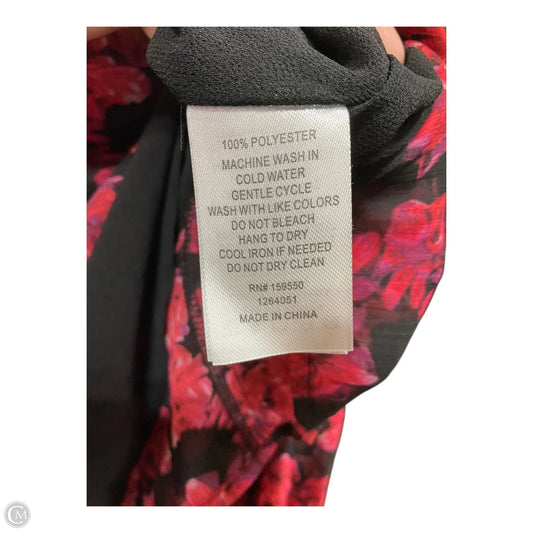 100% POLYESTER
MACHINE WASH IN
COLD WATER
GENTLE CYCLE
WASH WITH LIKE COLORS
DO NOT BLEACH
HANG TO DRY
COOL IRON IF NEEDED
DO NOT DRY CLEAN
RN# 159550
1264051
MADE IN CHINA
CM